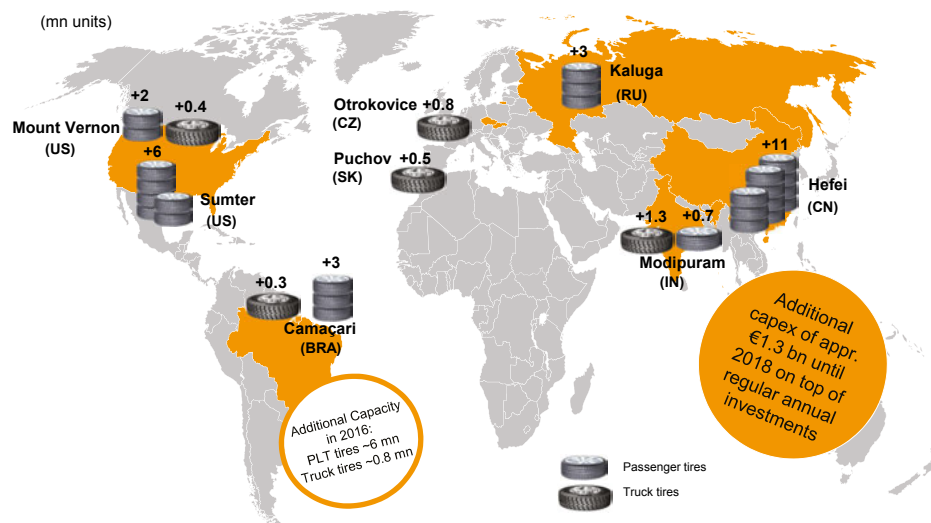 (mn units)
+2
+0.4
Mount Vernon
(US)
+6
Sumter
(US)
+0.3
+3
Camaçari
(BRA)
Additional Capacity
in 2016:
PLT tires ~6 mn
Truck tires ~0.8 mn
Otrokovice +0.8
(CZ)
Puchov +0.5
(SK)
+3
Kaluga
(RU)
+11
Hefei
(CN)
+1.3
+0.7
Modipuram
(IN)
Additional
capex of appr.
€1.3 bn until
2018 on top of
regular annual
investments
Passenger tires
Truck tires